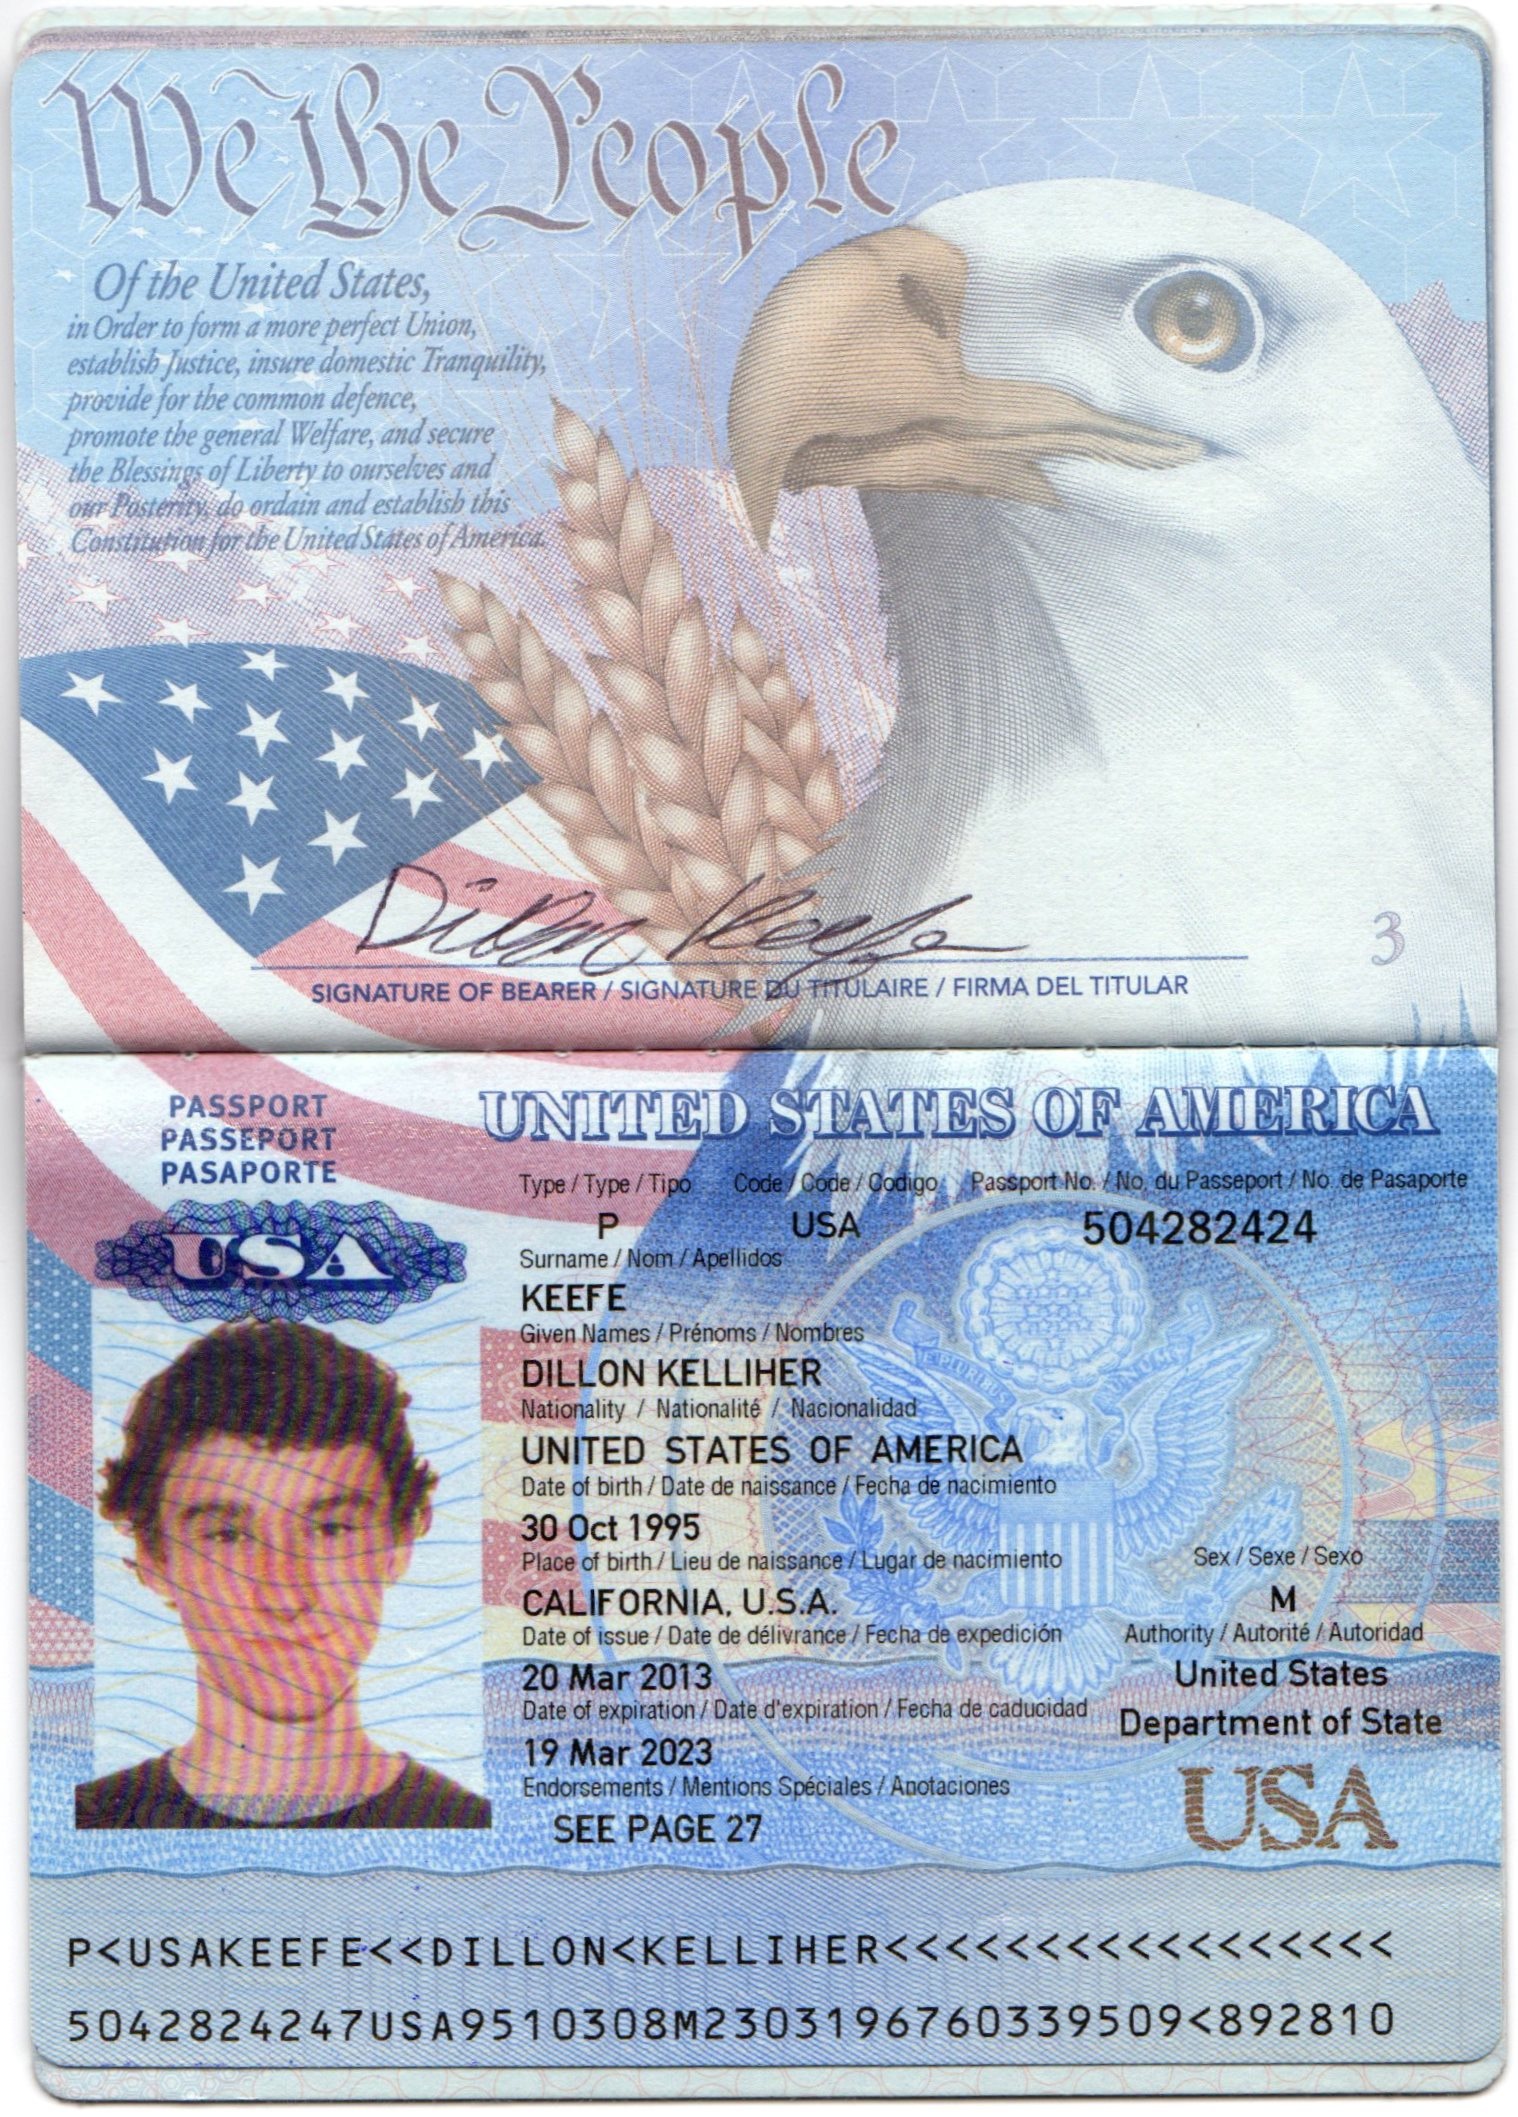 We the People
Of the United States,
in Order to form a more perfect Union,
establish Justice, insure domestic Tranquility,
provide for the common defence,
promote the general Welfare, and secure
the Blessings of Liberty to ourselves and
our Posterity, do ordain and establish this
Constitution for the United States of America.
Dillon Keefe
3
SIGNATURE OF BEARER / SIGNATURE DU TITULAIRE / FIRMA DEL TITULAR
PASSPORT
PASSEPORT
PASAPORTE
USA
UNITED STATES OF AMERICA
Type / Type / Tipo Code / Code / Codigo Passport No. / No. du Passeport / No. de Pasaporte
P USA 504282424
Surname / Nom / Apellidos
KEEFE
Given Names / Prénoms / Nombres
DILLON KELLIHER
Nationality / Nationalité / Nacionalidad
UNITED STATES OF AMERICA
Date of birth / Date de naissance / Fecha de nacimiento
30 Oct 1995
Place of birth / Lieu de naissance / Lugar de nacimiento Sex / Sexe / Sexo
CALIFORNIA, U.S.A. M
Date of issue / Date de délivrance / Fecha de expedición Authority / Autorité / Autoridad
20 Mar 2013 United States
Date of expiration / Date d'expiration / Fecha de caducidad Department of State
19 Mar 2023
Endorsements / Mentions Spéciales / Anotaciones
SEE PAGE 27
USA
P<USAKEEFE<<DILLON<KELLIHER<<<<<<<<<<<<<<<<<
5042824247USA9510308M2303196760339509<892810